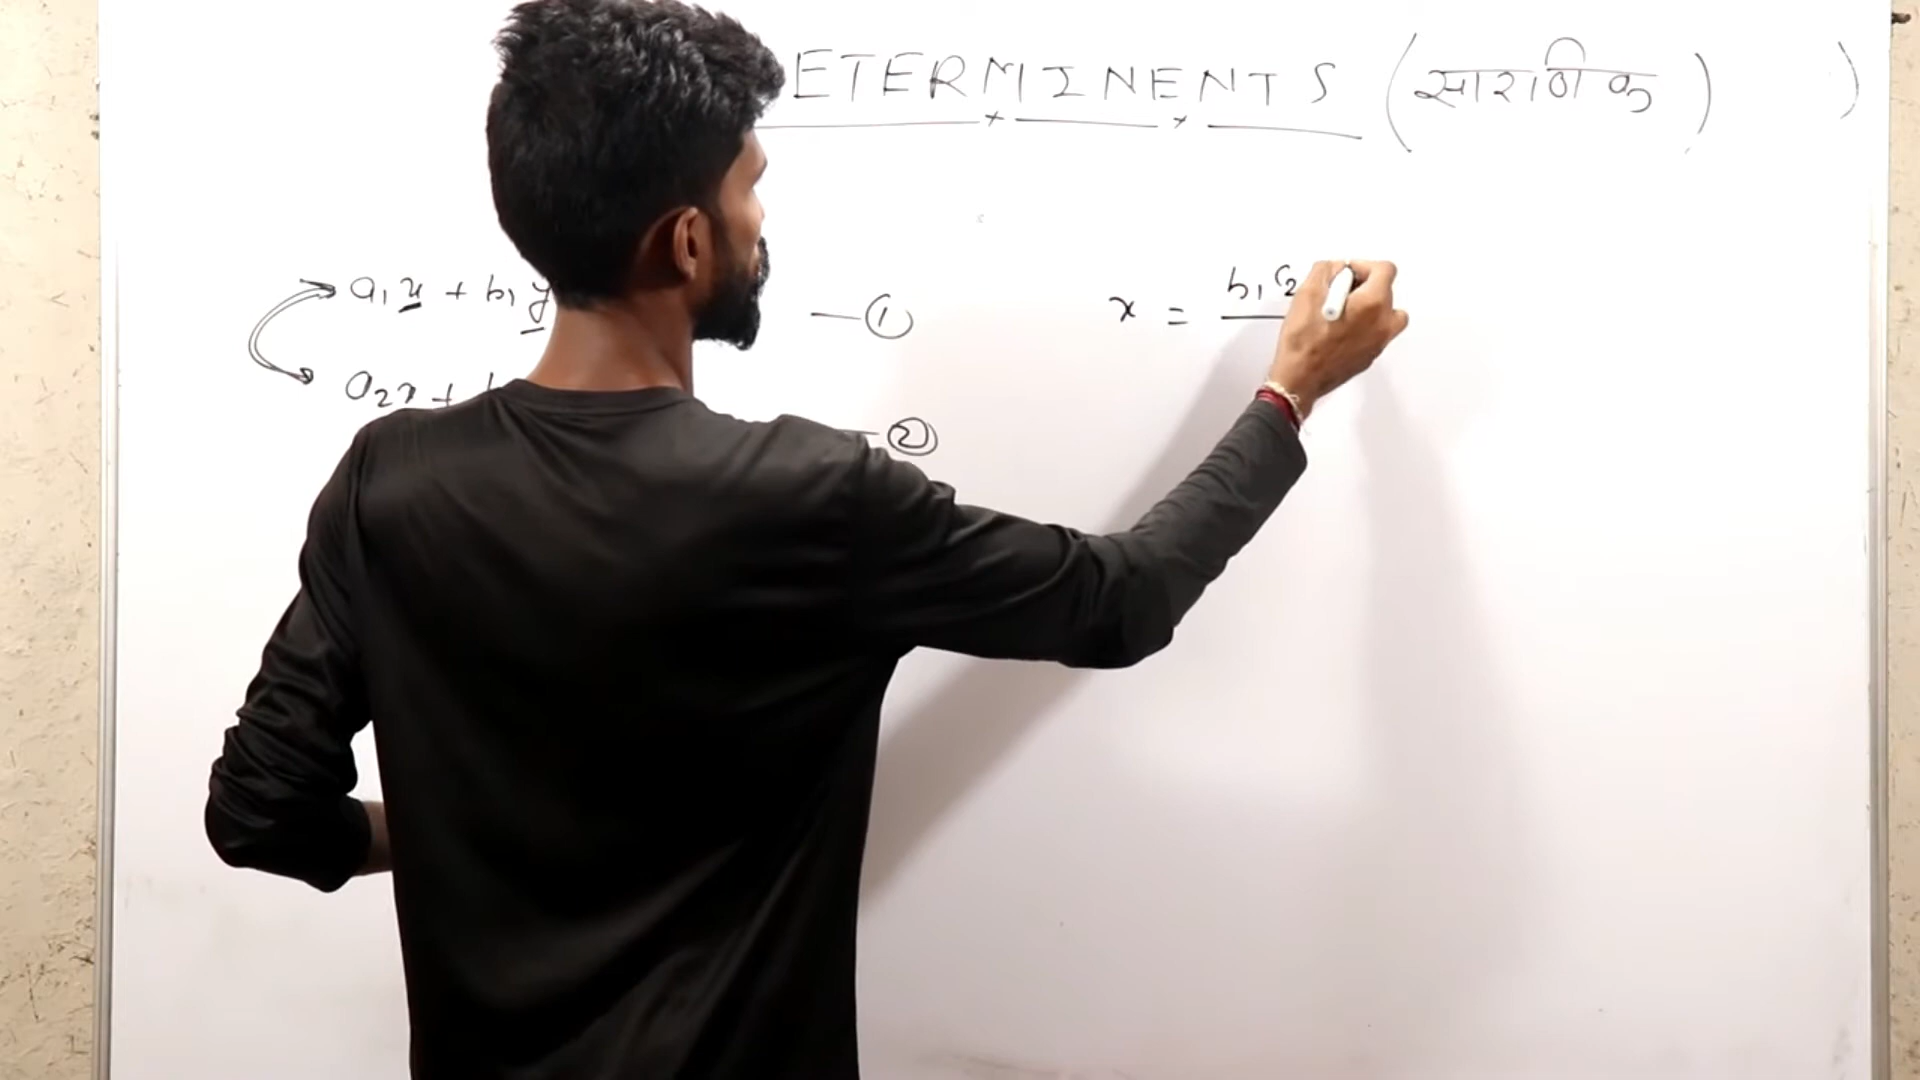 ETERMINENTS (सारणिक) )
a₁x + b₁y — ①
a₂x + — ②
x = b₁c₂